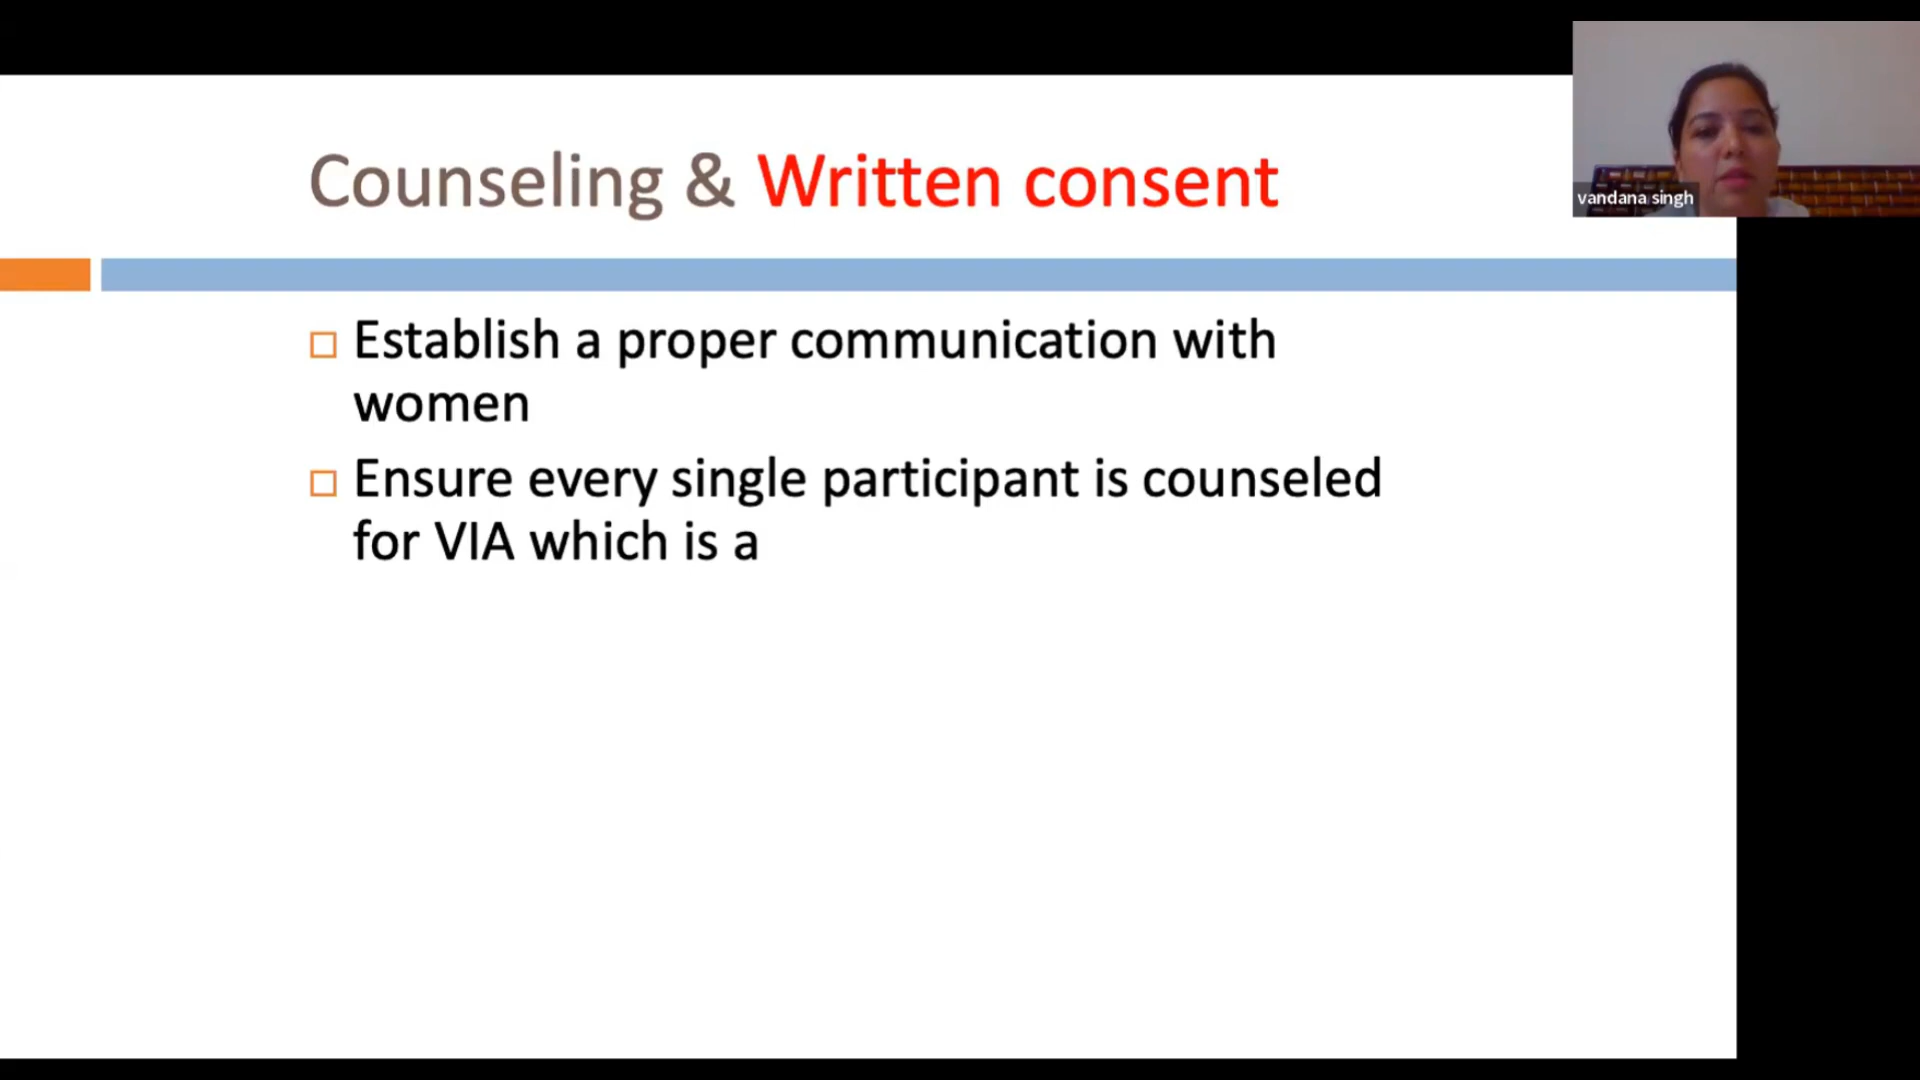 Counseling & Written consent
vandana singh
Establish a proper communication with
women
Ensure every single participant is counseled
for VIA which is a